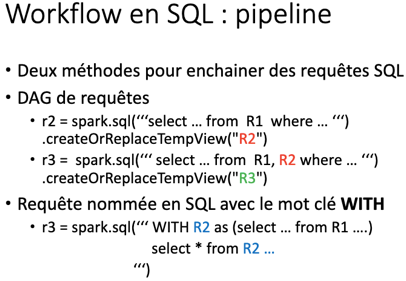 Workflow en SQL : pipeline
• Deux méthodes pour enchainer des requêtes SQL
• DAG de requêtes
• r2 = spark.sql(‘‘‘select … from R1 where … ‘‘‘)
.createOrReplaceTempView("R2")
• r3 = spark.sql(‘‘‘ select … from R1, R2 where … ‘‘‘)
.createOrReplaceTempView("R3")
• Requête nommée en SQL avec le mot clé WITH
• r3 = spark.sql(‘‘‘ WITH R2 as (select … from R1 ….)
select * from R2 …
‘‘‘)